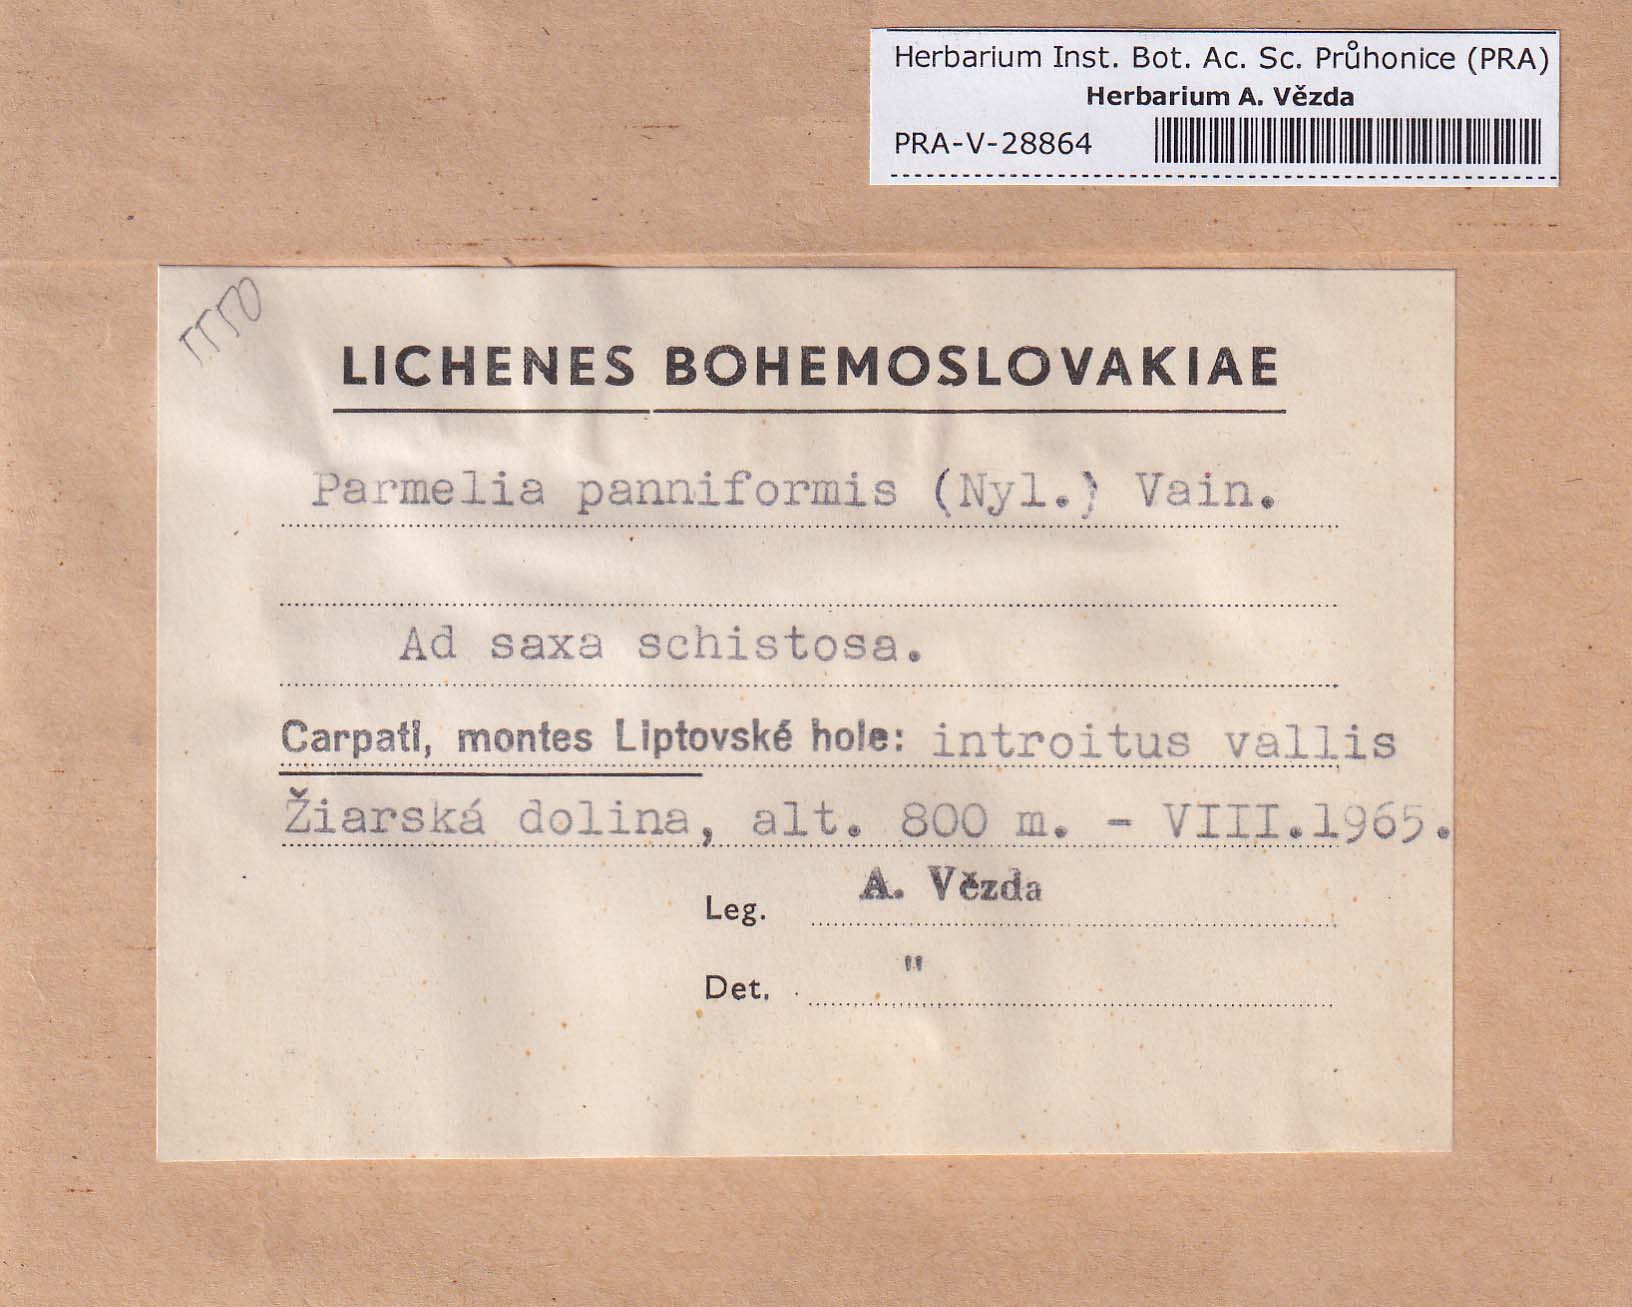 Herbarium Inst. Bot. Ac. Sc. Průhonice (PRA)
Herbarium A. Vězda
PRA-V-28864
LICHENES BOHEMOSLOVAKIAE
Parmelia panniformis (Nyl.) Vain.
Ad saxa schistosa.
Carpati, montes Liptovské hole: introitus vallis
Žiarská dolina, alt. 800 m. - VIII.1965.
Leg. A. Vězda
Det. "